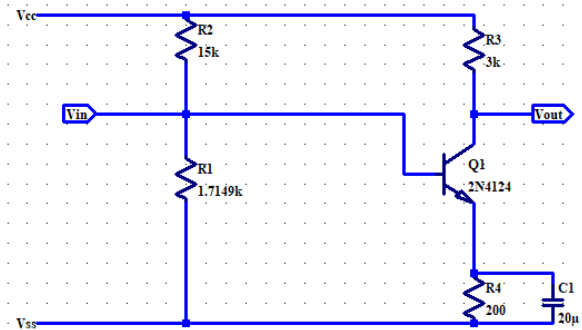 Vcc
R2
15k
R3
3k
Vin
Vout
R1
1.7149k
Q1
2N4124
R4
200
C1
20µ
Vss